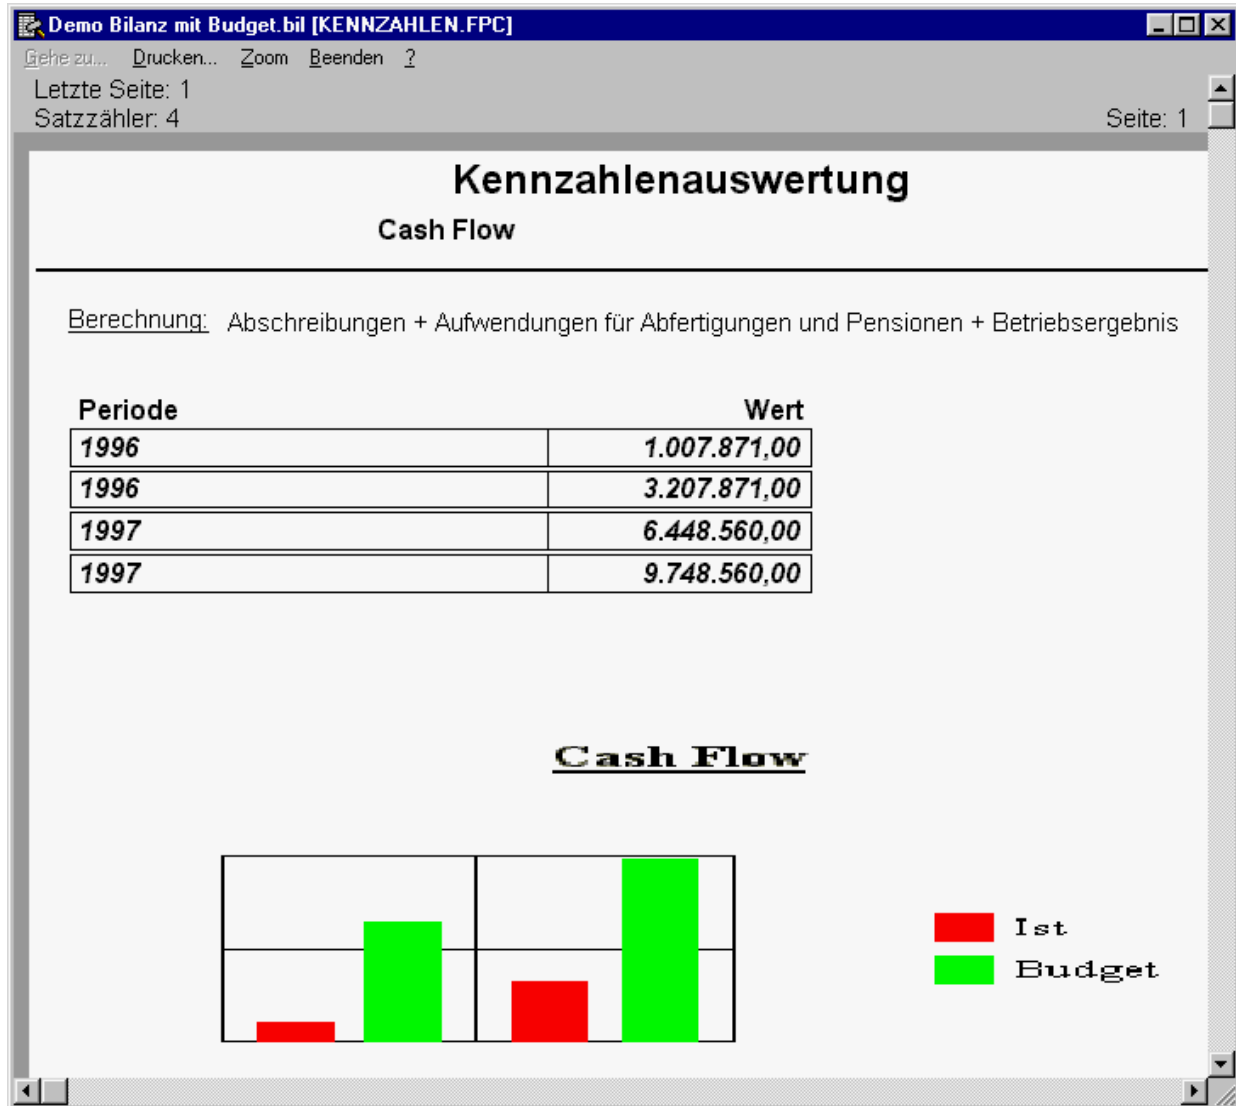 Demo Bilanz mit Budget.bil [KENNZAHLEN.FPC]
Gehe zu... Drucken... Zoom Beenden ?
Letzte Seite: 1
Satzzähler: 4 Seite: 1
Kennzahlenauswertung
Cash Flow
Berechnung: Abschreibungen + Aufwendungen für Abfertigungen und Pensionen + Betriebsergebnis
Periode Wert
1996 1.007.871,00
1996 3.207.871,00
1997 6.448.560,00
1997 9.748.560,00
Cash Flow
Ist
Budget